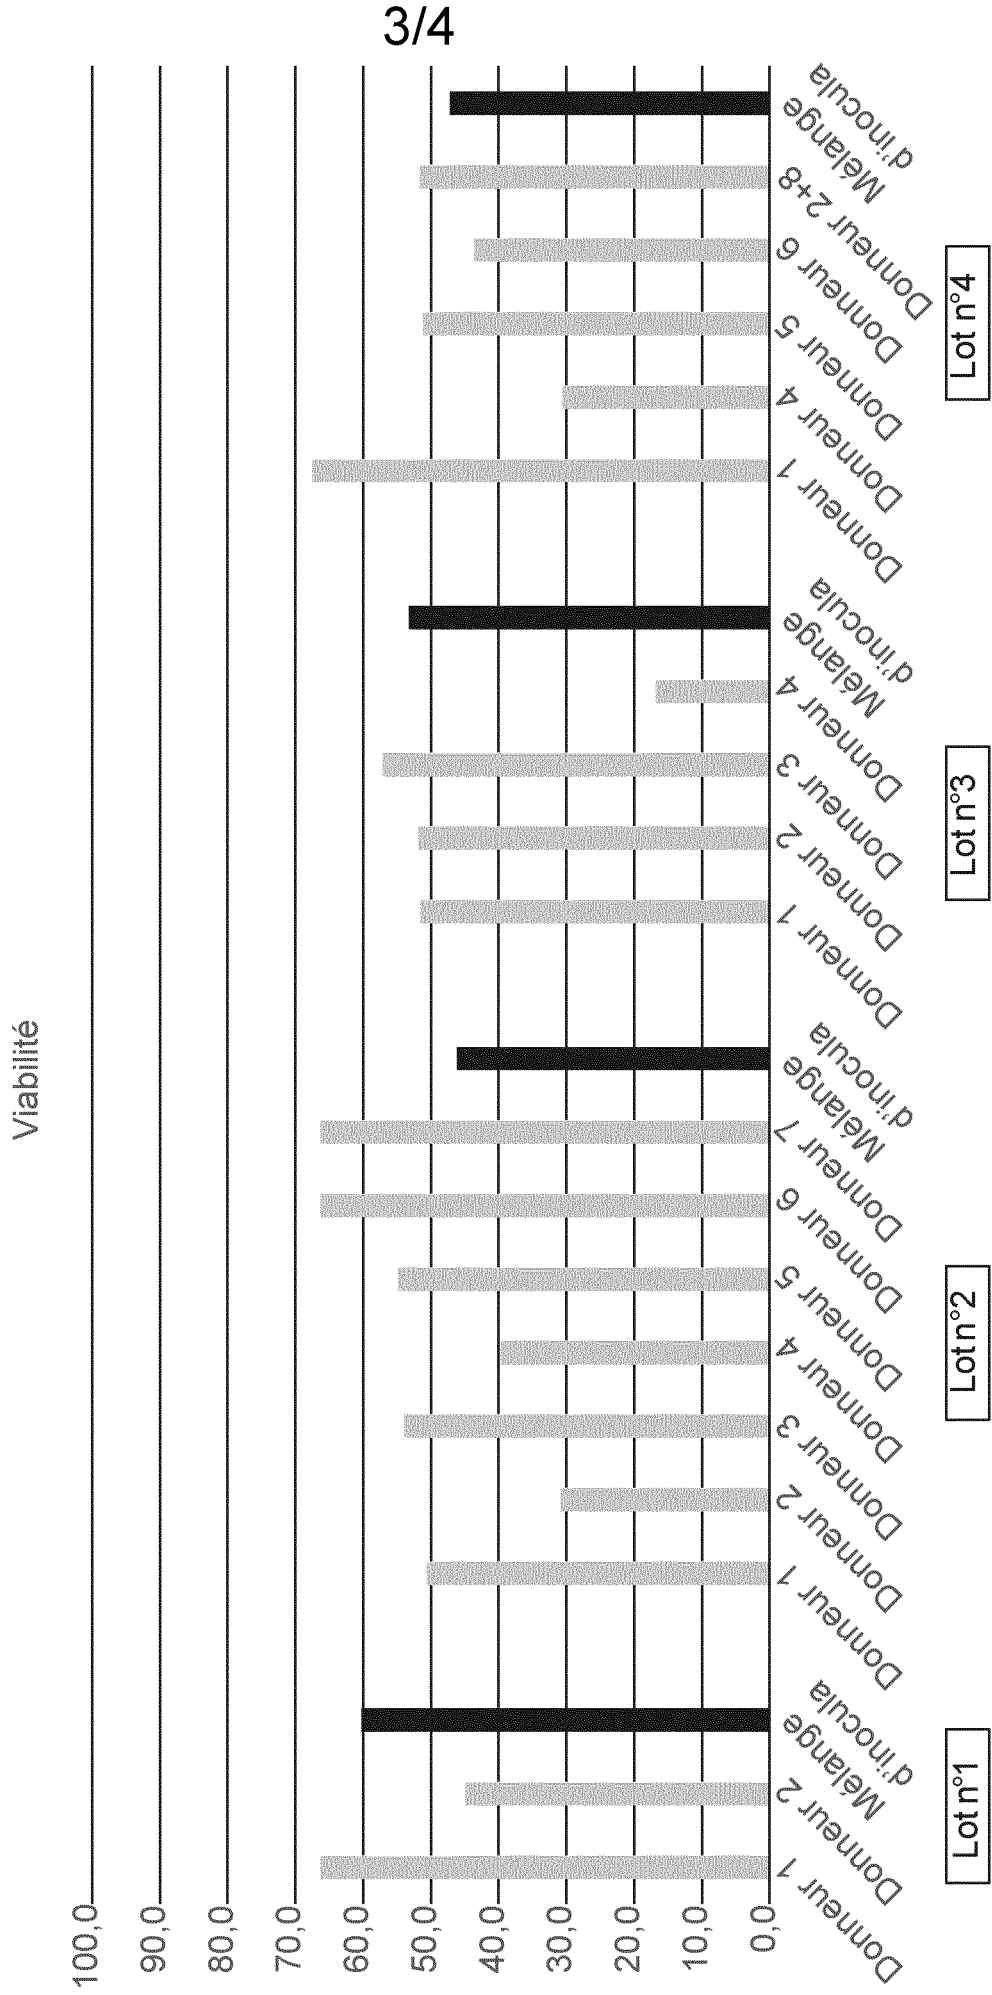 3/4
Viabilité
100,0
90,0
80,0
70,0
60,0
50,0
40,0
30,0
20,0
10,0
0,0
Donneur 1
Donneur 2
Mélange
d'inocula
Donneur 1
Donneur 2
Donneur 3
Donneur 4
Donneur 5
Donneur 6
Donneur 7
Mélange
d'inocula
Donneur 1
Donneur 2
Donneur 3
Donneur 4
Mélange
d'inocula
Donneur 1
Donneur 4
Donneur 5
Donneur 6
Donneur 2+8
Mélange
d'inocula
Lot n°1
Lot n°2
Lot n°3
Lot n°4